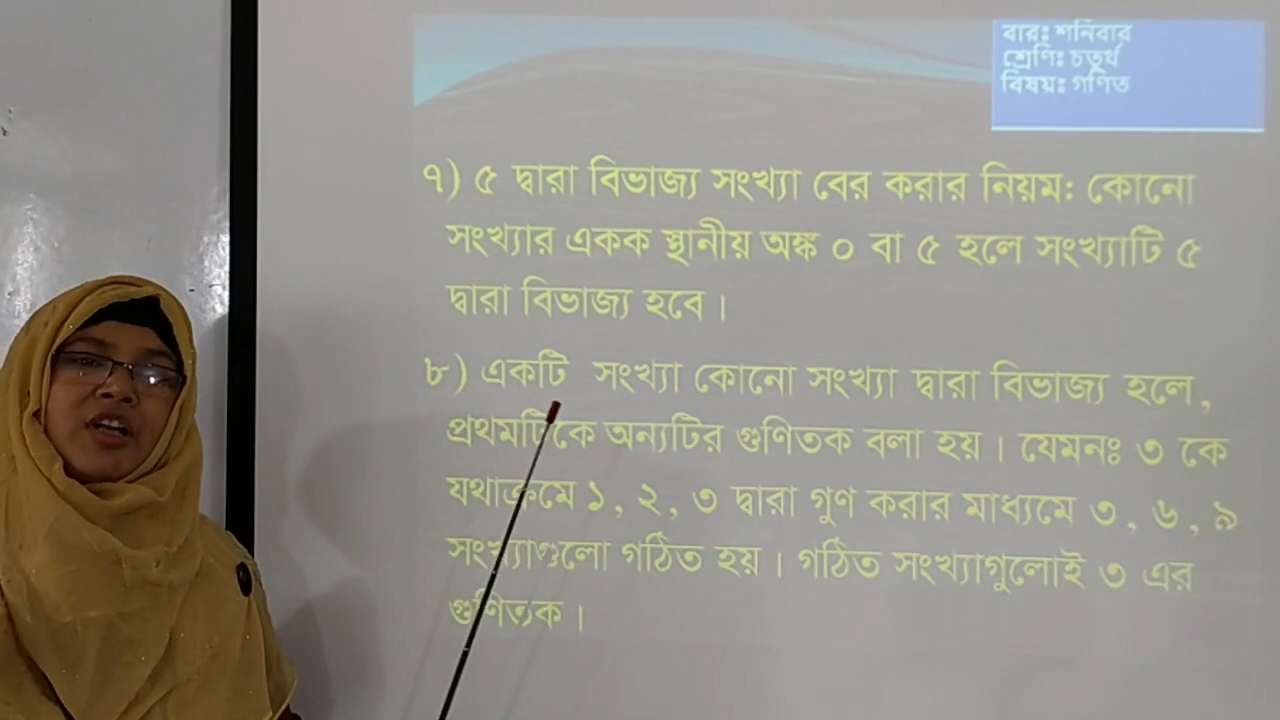 বারঃ শনিবার
শ্রেণিঃ চতুর্থ
বিষয়ঃ গণিত
৭) ৫ দ্বারা বিভাজ্য সংখ্যা বের করার নিয়ম: কোনো
সংখ্যার একক স্থানীয় অঙ্ক ০ বা ৫ হলে সংখ্যাটি ৫
দ্বারা বিভাজ্য হবে।
৮) একটি সংখ্যা কোনো সংখ্যা দ্বারা বিভাজ্য হলে,
প্রথমটিকে অন্যটির গুণিতক বলা হয়। যেমনঃ ৩ কে
যথাক্রমে ১, ২, ৩ দ্বারা গুণ করার মাধ্যমে ৩, ৬, ৯
সংখ্যাগুলো গঠিত হয়। গঠিত সংখ্যাগুলোই ৩ এর
গুণিতক।